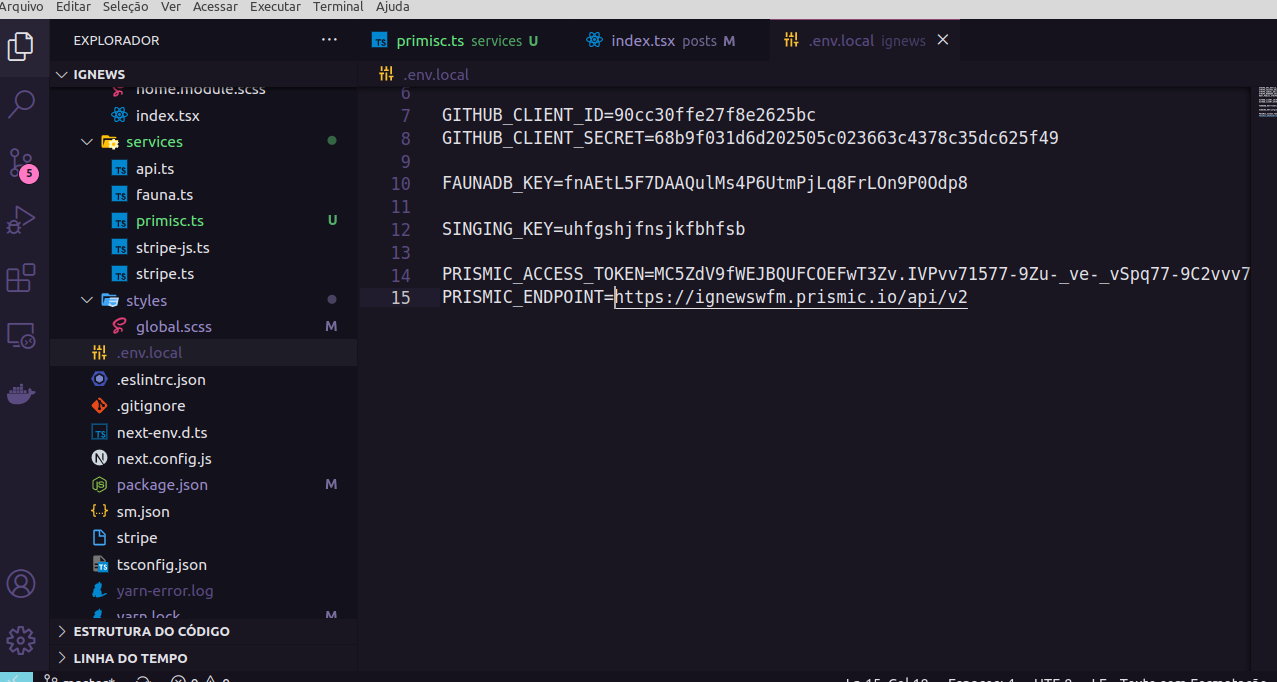 Arquivo Editar Seleção Ver Acessar Executar Terminal Ajuda
EXPLORADOR ···
primisc.ts services U
index.tsx posts M
.env.local ignews
IGNEWS
.env.local
home.module.scss
index.tsx
services
api.ts
fauna.ts
primisc.ts U
stripe-js.ts
stripe.ts
styles
global.scss M
.env.local
.eslintrc.json
.gitignore
next-env.d.ts
next.config.js
package.json M
sm.json
stripe
tsconfig.json
yarn-error.log
yarn.lock M
ESTRUTURA DO CÓDIGO
LINHA DO TEMPO
5
6
7 GITHUB_CLIENT_ID=90cc30ffe27f8e2625bc
8 GITHUB_CLIENT_SECRET=68b9f031d6d202505c023663c4378c35dc625f49
9
10 FAUNADB_KEY=fnAEtL5F7DAAQulMs4P6UtmPjLq8FrLOn9P0Odp8
11
12 SINGING_KEY=uhfgshjfnsjkfbhfsb
13
14 PRISMIC_ACCESS_TOKEN=MC5ZdV9fWEJBQUFCOEFwT3Zv.IVPvv71577-9Zu-_ve-_vSpq77-9C2vvv7
15 PRISMIC_ENDPOINT=https://ignewswfm.prismic.io/api/v2